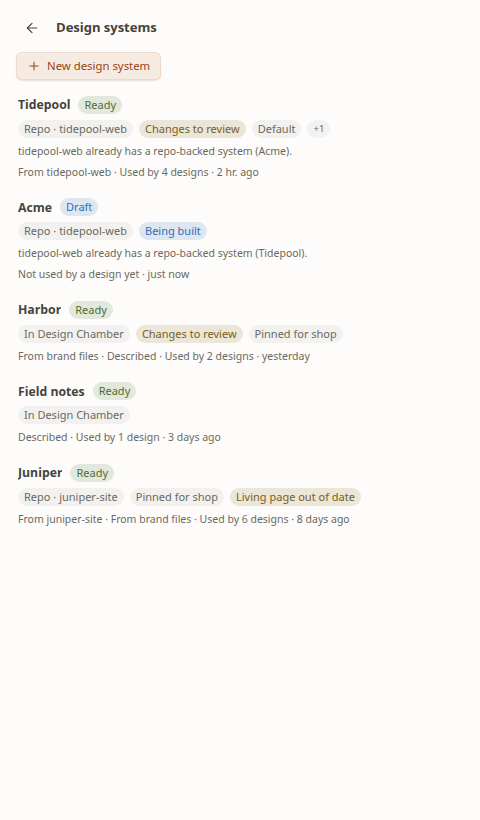 Design systems
New design system
Tidepool Ready
Repo · tidepool-web Changes to review Default +1
tidepool-web already has a repo-backed system (Acme).
From tidepool-web · Used by 4 designs · 2 hr. ago
Acme Draft
Repo · tidepool-web Being built
tidepool-web already has a repo-backed system (Tidepool).
Not used by a design yet · just now
Harbor Ready
In Design Chamber Changes to review Pinned for shop
From brand files · Described · Used by 2 designs · yesterday
Field notes Ready
In Design Chamber
Described · Used by 1 design · 3 days ago
Juniper Ready
Repo · juniper-site Pinned for shop Living page out of date
From juniper-site · From brand files · Used by 6 designs · 8 days ago